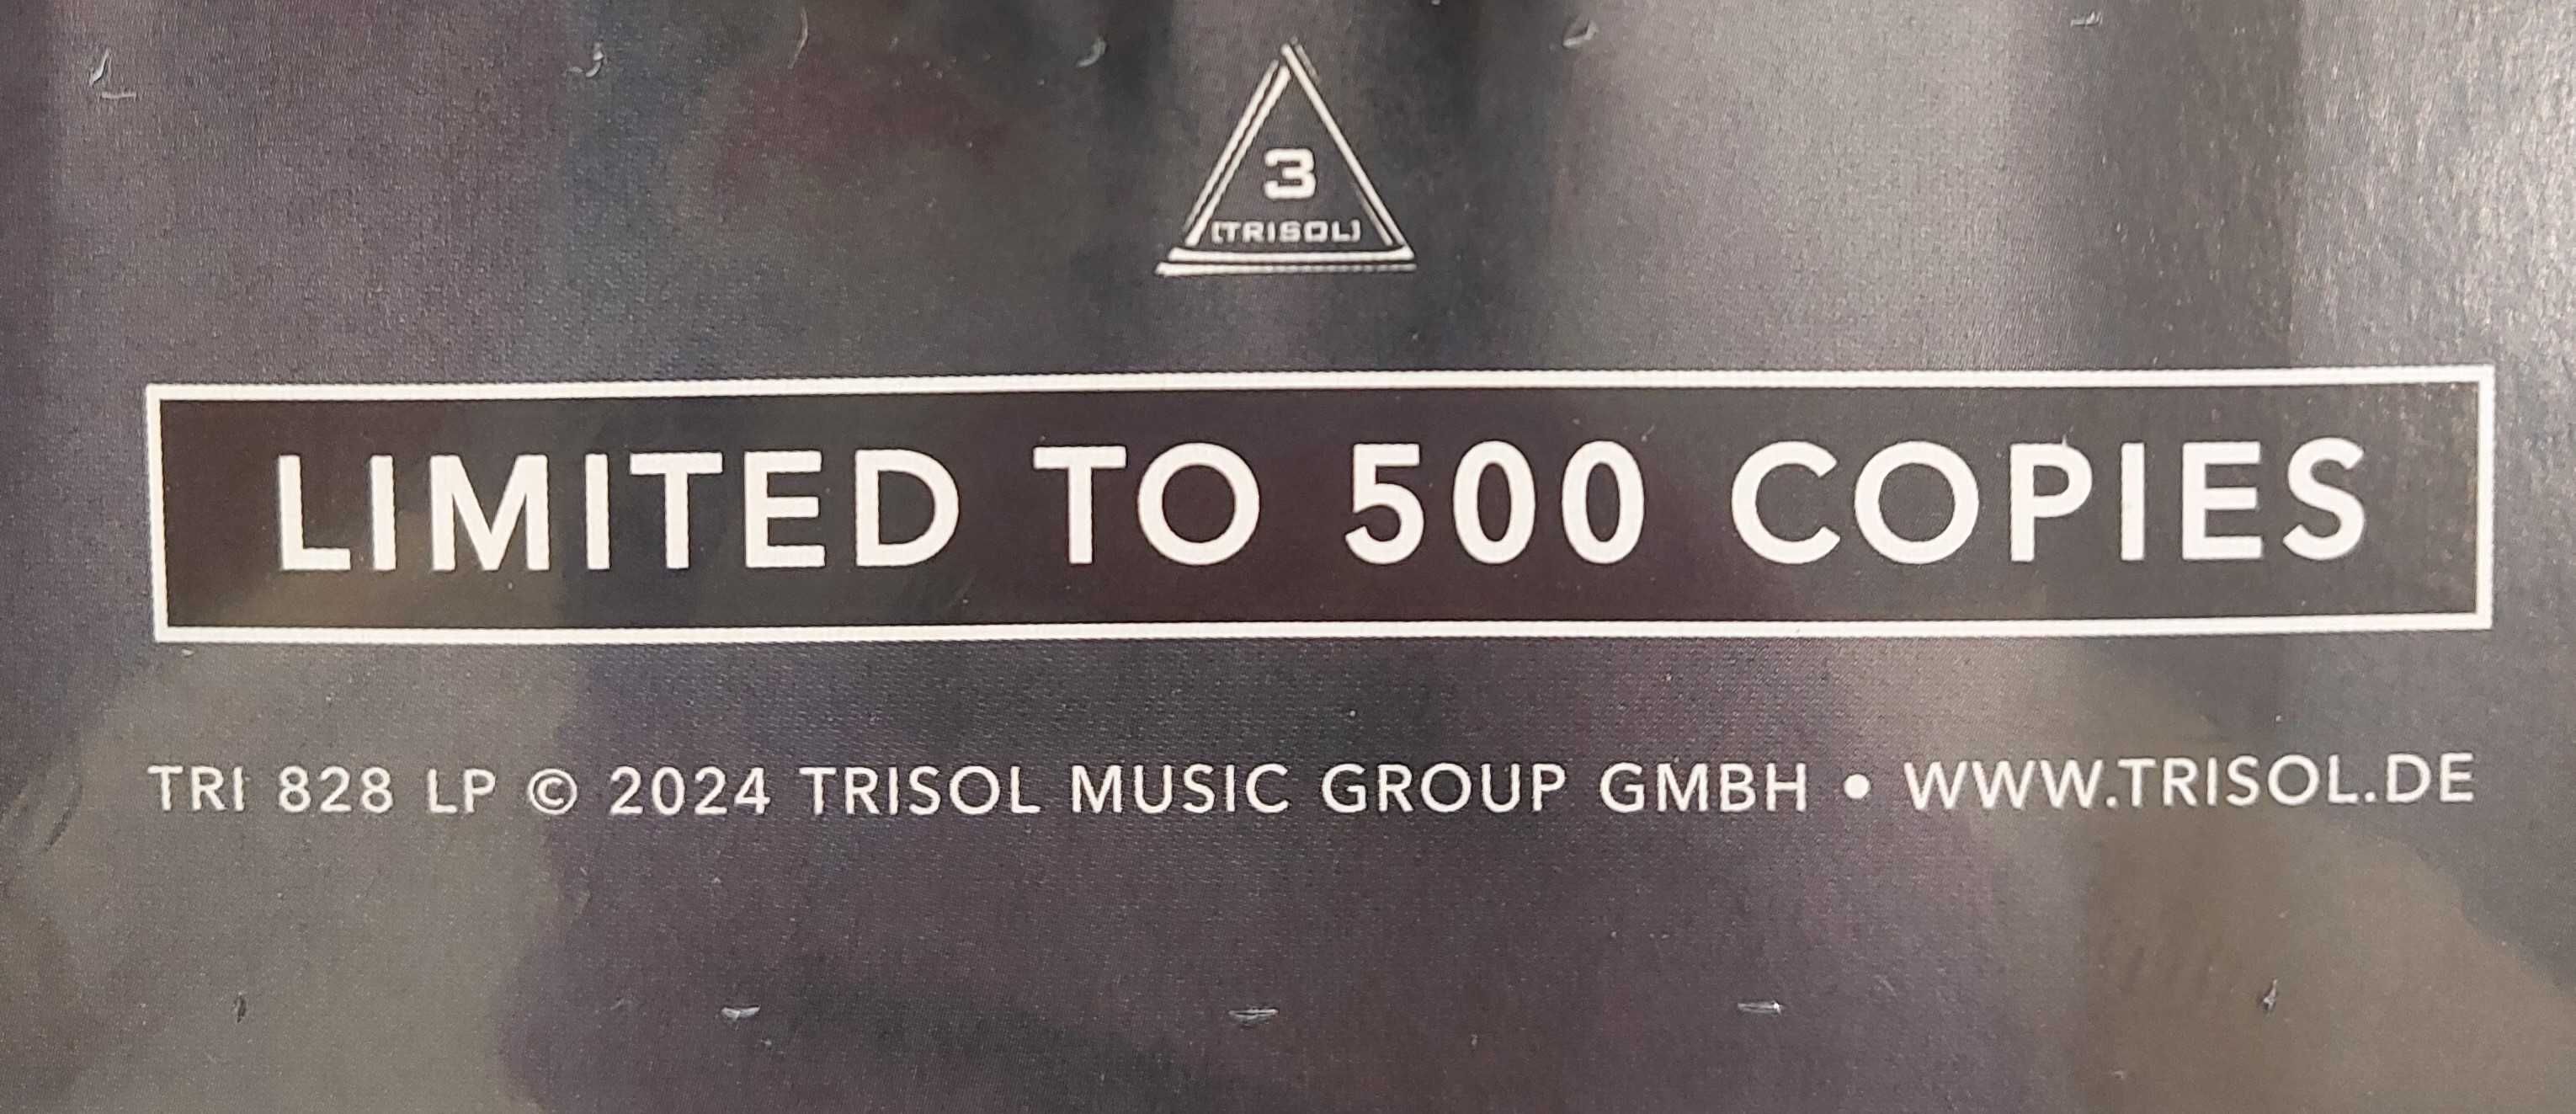 3
[TRISOL]
LIMITED TO 500 COPIES
TRI 828 LP © 2024 TRISOL MUSIC GROUP GMBH • WWW.TRISOL.DE